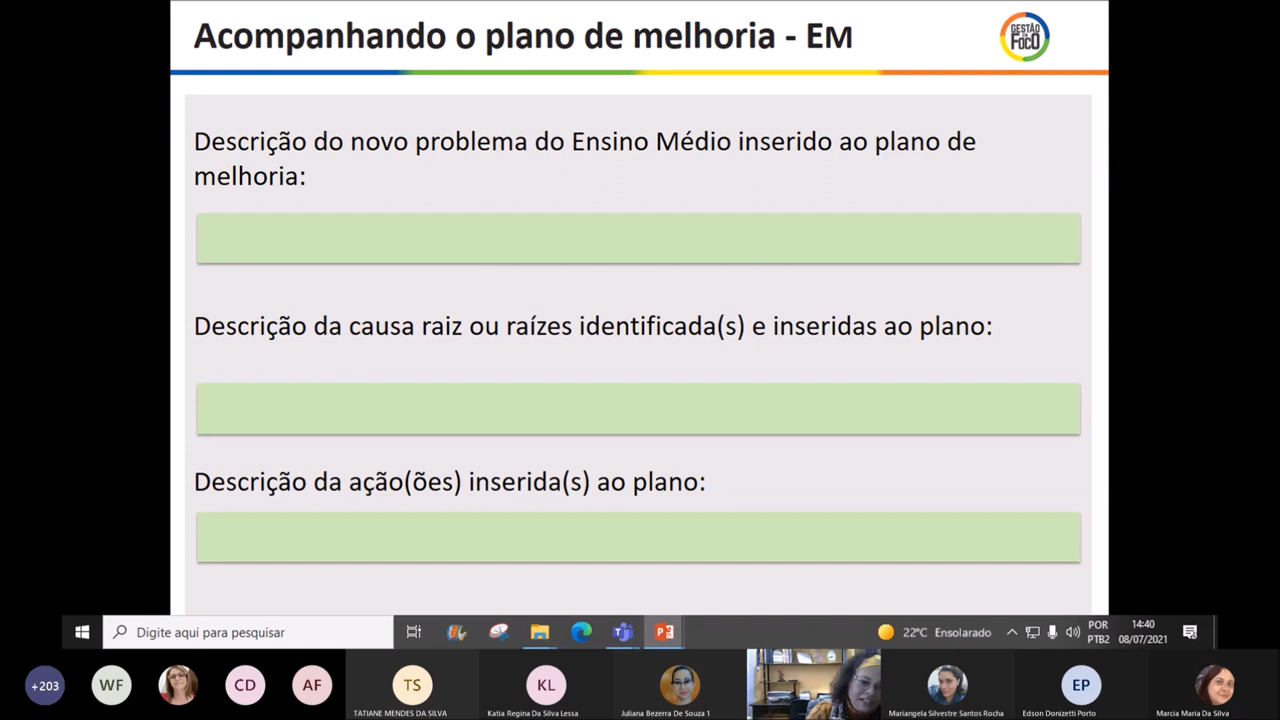 Acompanhando o plano de melhoria - EM
GESTÃO
EM
FOCO
Descrição do novo problema do Ensino Médio inserido ao plano de
melhoria:
Descrição da causa raiz ou raízes identificada(s) e inseridas ao plano:
Descrição da ação(ões) inserida(s) ao plano:
Digite aqui para pesquisar
22°C Ensolarado
POR
PTB2
14:40
08/07/2021
+203
WF
CD
AF
TS
KL
EP
TATIANE MENDES DA SILVA
Katia Regina Da Silva Lessa
Juliana Bezerra De Souza 1
Mariangela Silvestre Santos Rocha
Edson Donizetti Porto
Marcia Maria Da Silva